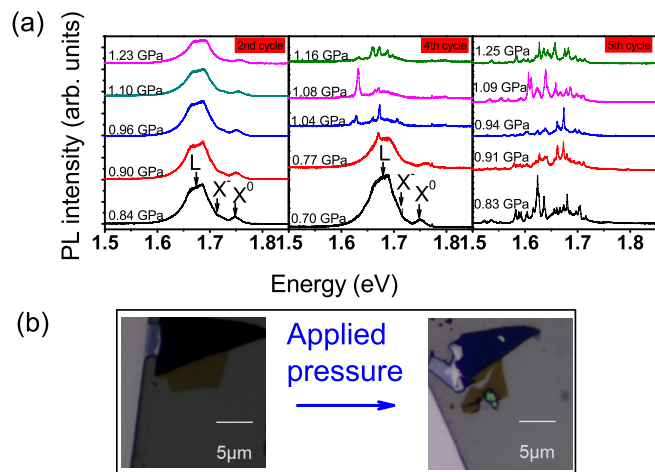 (a)
PL intensity (arb. units)
2nd cycle
1.23 GPa
1.10 GPa
0.96 GPa
0.90 GPa
0.84 GPa
L
X⁻
X⁰
4th cycle
1.16 GPa
1.08 GPa
1.04 GPa
0.77 GPa
0.70 GPa
L
X⁻
X⁰
5th cycle
1.25 GPa
1.09 GPa
0.94 GPa
0.91 GPa
0.83 GPa
1.5 1.6 1.7 1.81.5 1.6 1.7 1.81.5 1.6 1.7 1.8
Energy (eV)
(b)
Applied
pressure
5μm
5μm